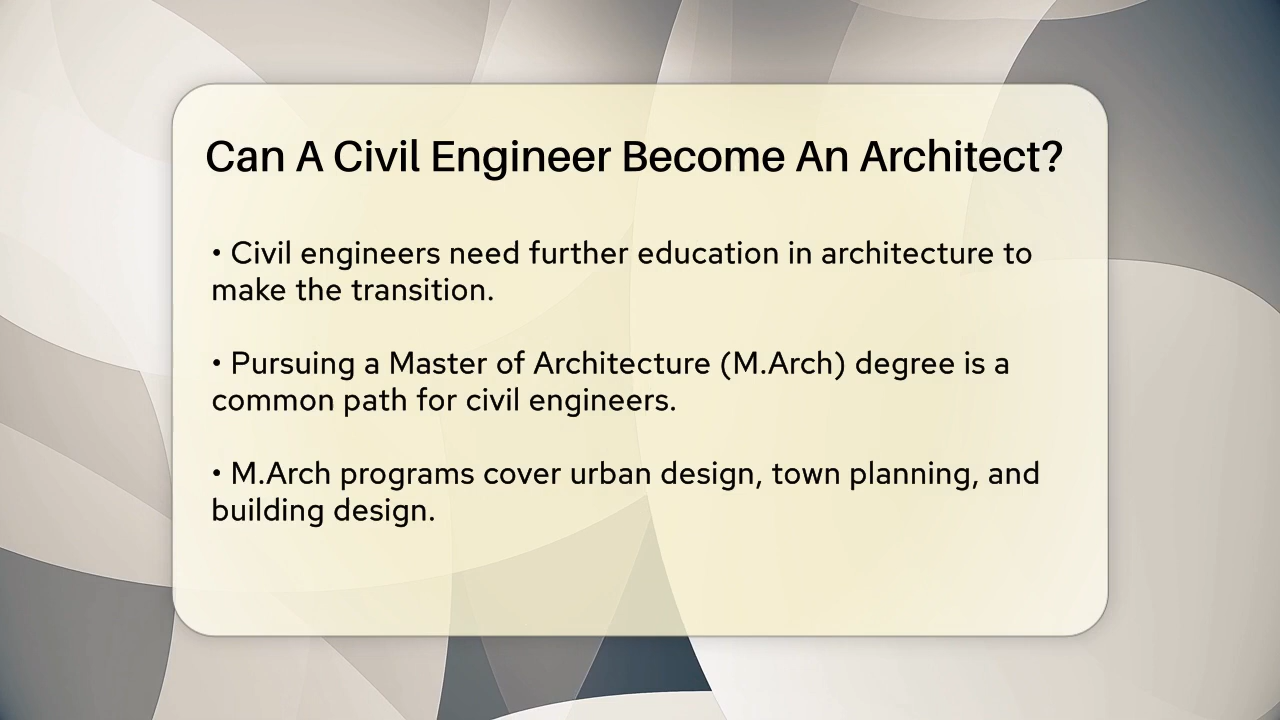 Can A Civil Engineer Become An Architect?
• Civil engineers need further education in architecture to
make the transition.
• Pursuing a Master of Architecture (M.Arch) degree is a
common path for civil engineers.
• M.Arch programs cover urban design, town planning, and
building design.